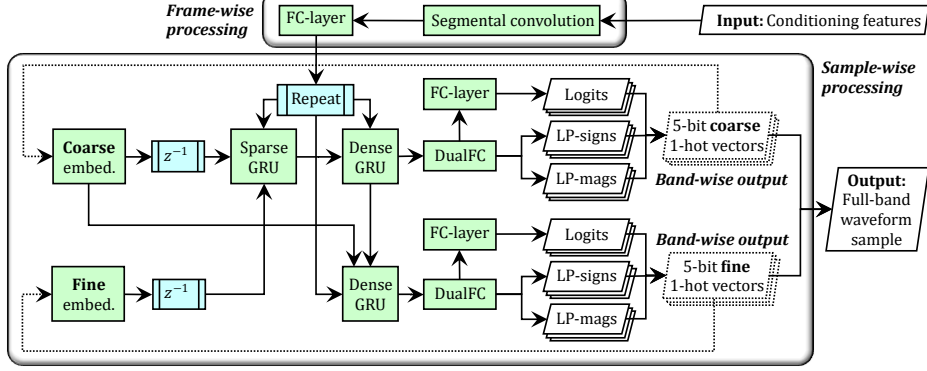 Frame-wise
processing
FC-layer
Segmental convolution
Input: Conditioning features
Sample-wise
processing
Repeat
FC-layer
Logits
Coarse
embed.
z⁻¹
Sparse
GRU
Dense
GRU
DualFC
LP-signs
LP-mags
5-bit coarse
1-hot vectors
Band-wise output
Output:
Full-band
waveform
sample
FC-layer
Logits
Band-wise output
Fine
embed.
z⁻¹
Dense
GRU
DualFC
LP-signs
LP-mags
5-bit fine
1-hot vectors